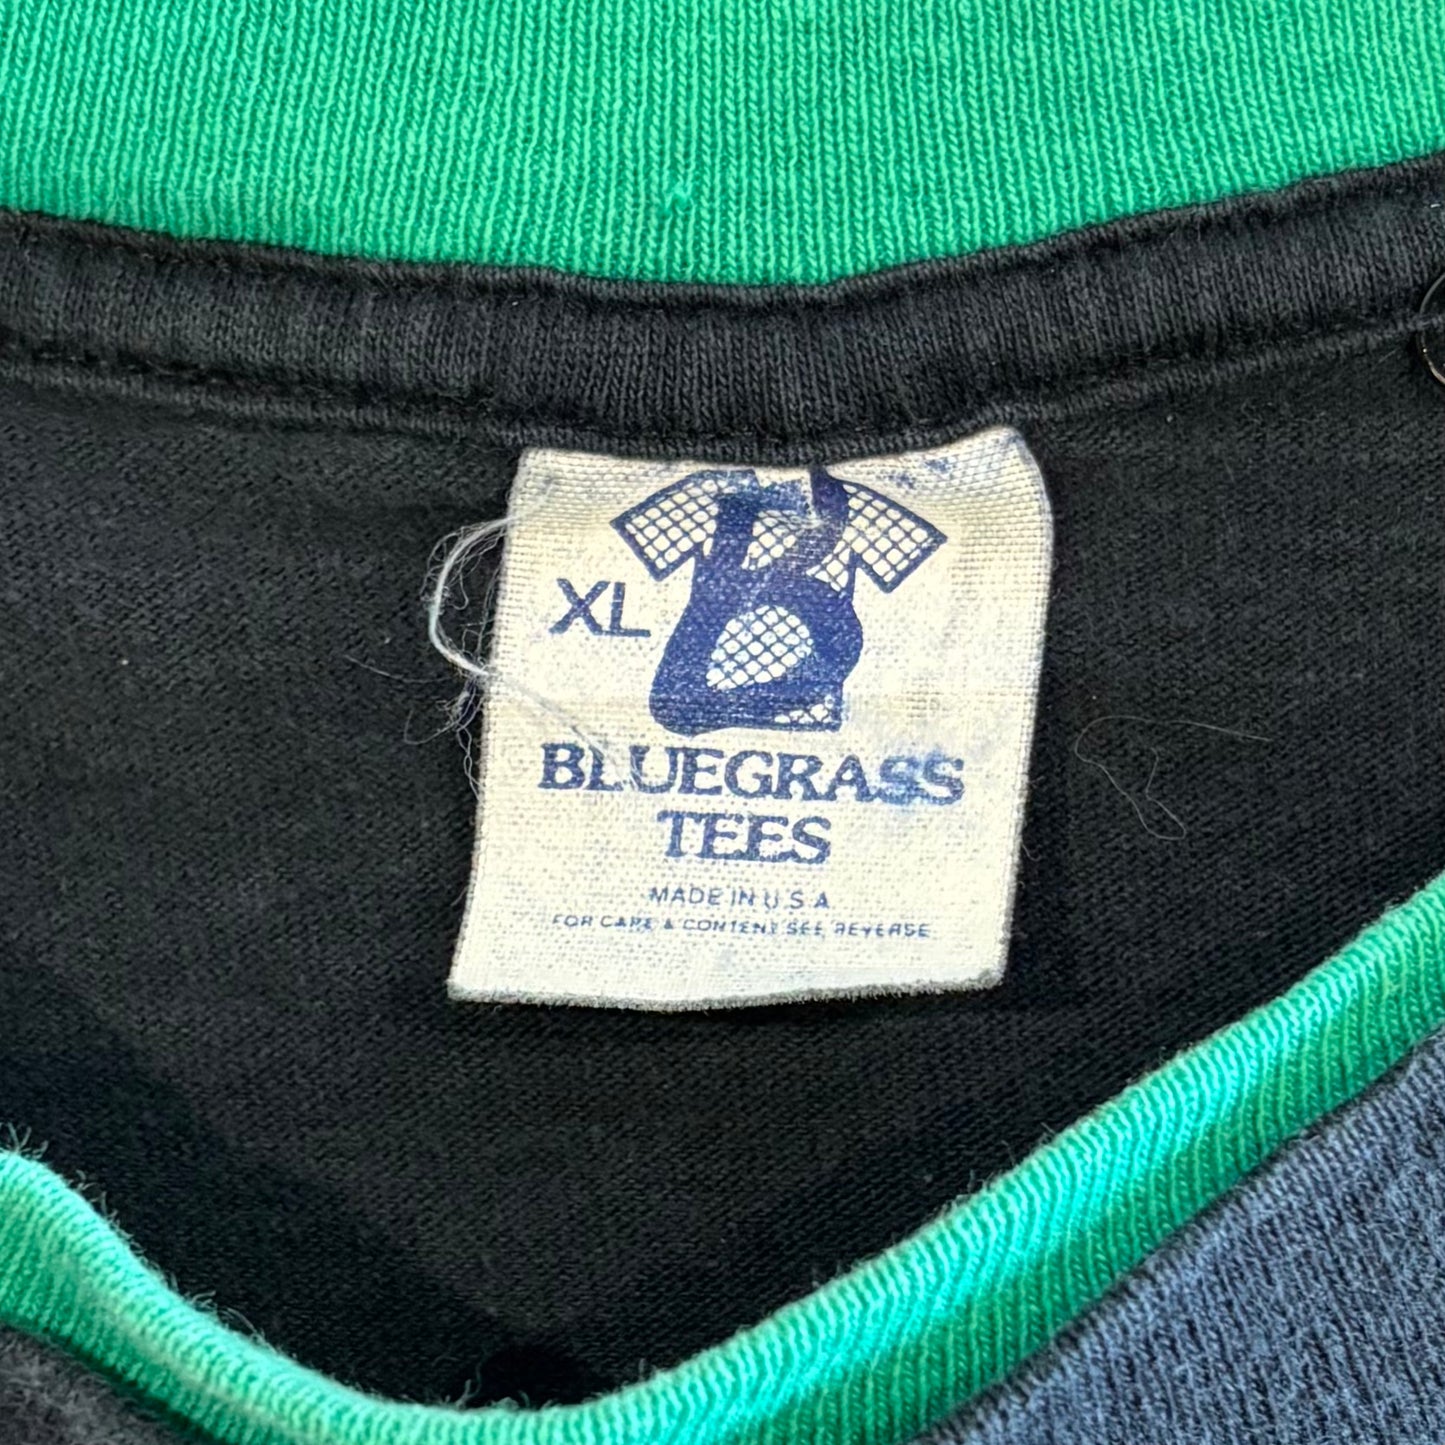 XL
B
BLUEGRASS
TEES
MADE IN U.S.A
FOR CARE & CONTENT SEE REVERSE